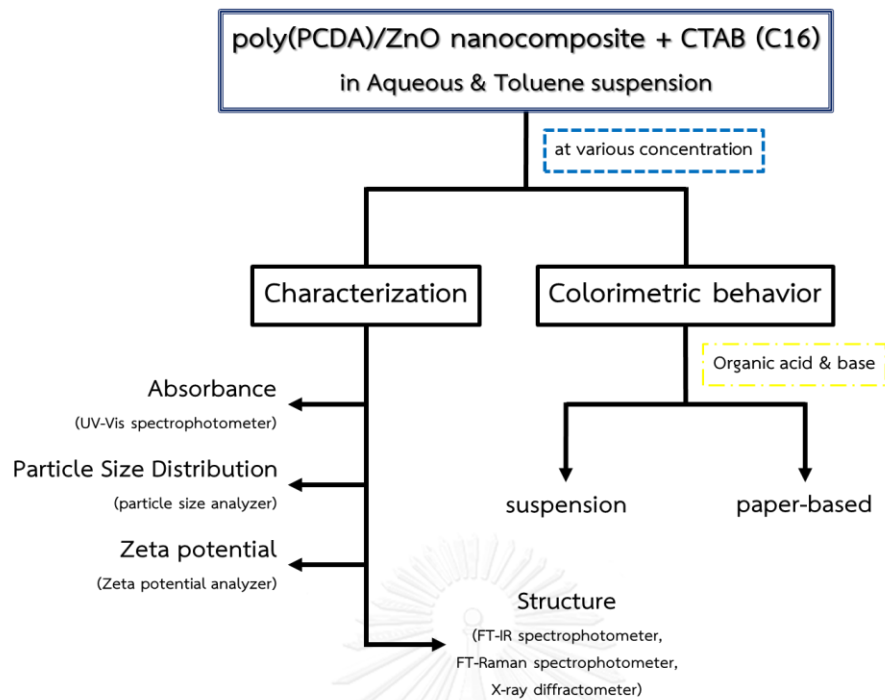 poly(PCDA)/ZnO nanocomposite + CTAB (C16)
in Aqueous & Toluene suspension
at various concentration
Characterization
Colorimetric behavior
Organic acid & base
Absorbance
(UV-Vis spectrophotometer)
Particle Size Distribution
(particle size analyzer)
suspension
paper-based
Zeta potential
(Zeta potential analyzer)
Structure
(FT-IR spectrophotometer,
FT-Raman spectrophotometer,
X-ray diffractometer)